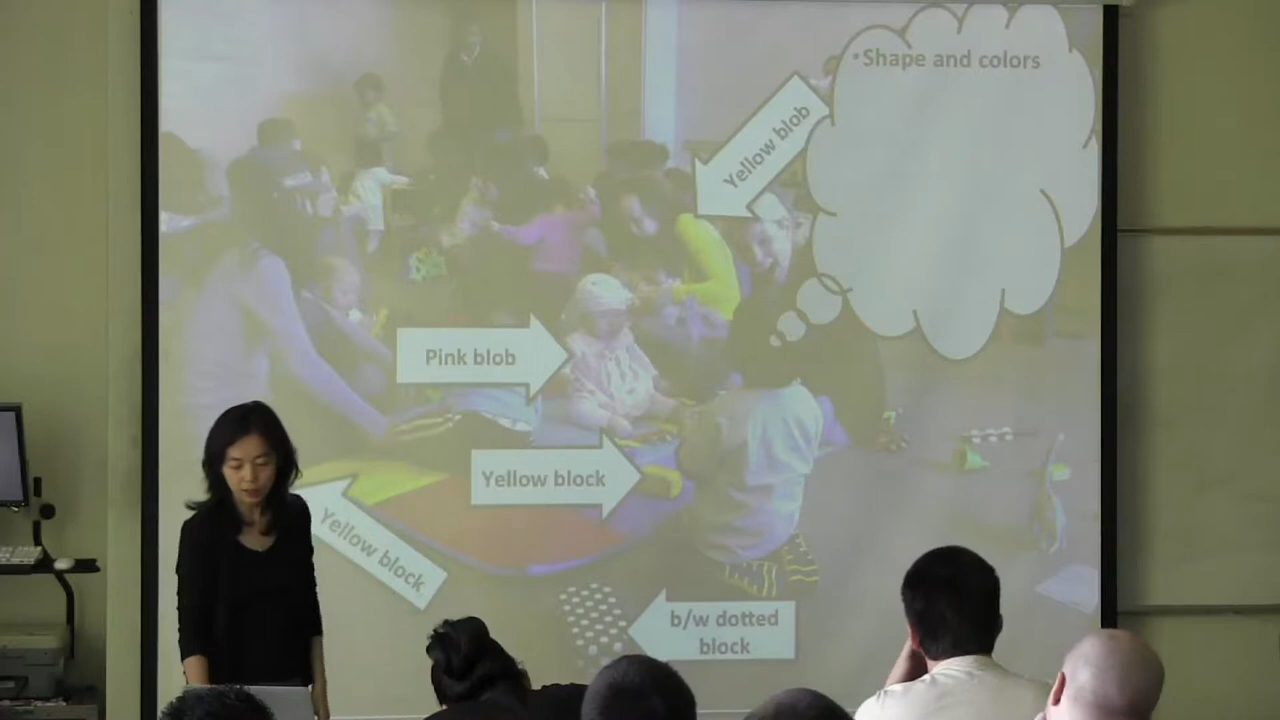 •Shape and colors
Yellow blob
Pink blob
Yellow block
Yellow block
b/w dotted
block